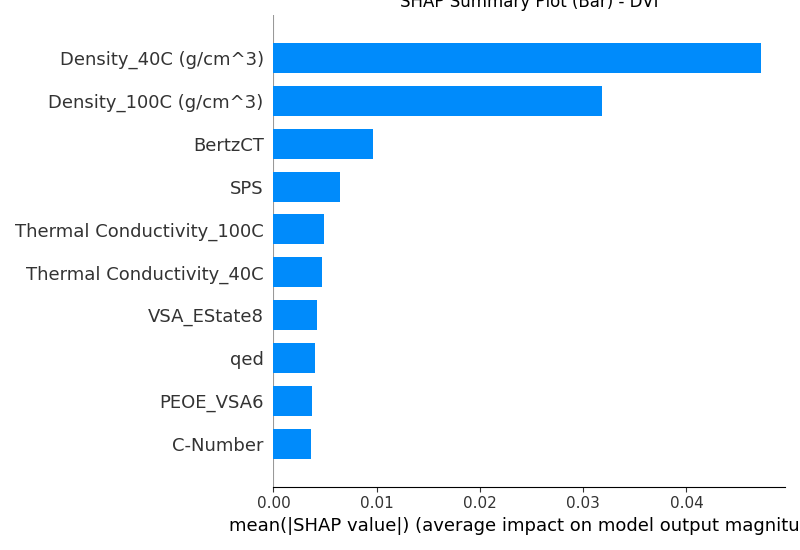 SHAP Summary Plot (Bar) - DVI
Density_40C (g/cm^3)
Density_100C (g/cm^3)
BertzCT
SPS
Thermal Conductivity_100C
Thermal Conductivity_40C
VSA_EState8
qed
PEOE_VSA6
C-Number
0.00 0.01 0.02 0.03 0.04
mean(|SHAP value|) (average impact on model output magnitu